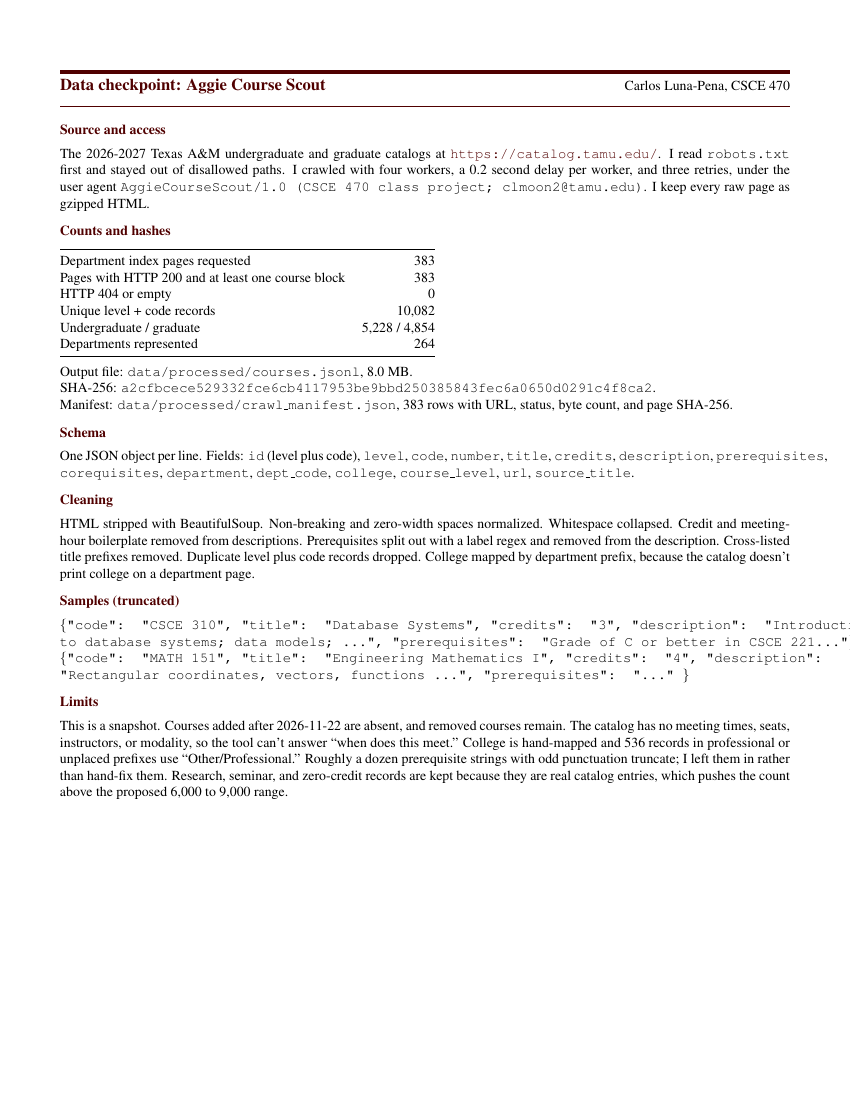 Data checkpoint: Aggie Course Scout Carlos Luna-Pena, CSCE 470
Source and access
The 2026-2027 Texas A&M undergraduate and graduate catalogs at https://catalog.tamu.edu/. I read robots.txt
first and stayed out of disallowed paths. I crawled with four workers, a 0.2 second delay per worker, and three retries, under the
user agent AggieCourseScout/1.0 (CSCE 470 class project; clmoon2@tamu.edu). I keep every raw page as
gzipped HTML.
Counts and hashes
Department index pages requested 383
Pages with HTTP 200 and at least one course block 383
HTTP 404 or empty 0
Unique level + code records 10,082
Undergraduate / graduate 5,228 / 4,854
Departments represented 264
Output file: data/processed/courses.jsonl, 8.0 MB.
SHA-256: a2cfbcece529332fce6cb4117953be9bbd250385843fec6a0650d0291c4f8ca2.
Manifest: data/processed/crawl_manifest.json, 383 rows with URL, status, byte count, and page SHA-256.
Schema
One JSON object per line. Fields: id (level plus code), level, code, number, title, credits, description, prerequisites,
corequisites, department, dept_code, college, course_level, url, source_title.
Cleaning
HTML stripped with BeautifulSoup. Non-breaking and zero-width spaces normalized. Whitespace collapsed. Credit and meeting-
hour boilerplate removed from descriptions. Prerequisites split out with a label regex and removed from the description. Cross-listed
title prefixes removed. Duplicate level plus code records dropped. College mapped by department prefix, because the catalog doesn't
print college on a department page.
Samples (truncated)
{"code": "CSCE 310", "title": "Database Systems", "credits": "3", "description": "Introducti
to database systems; data models; ...", "prerequisites": "Grade of C or better in CSCE 221..."
{"code": "MATH 151", "title": "Engineering Mathematics I", "credits": "4", "description":
"Rectangular coordinates, vectors, functions ...", "prerequisites": "..." }
Limits
This is a snapshot. Courses added after 2026-11-22 are absent, and removed courses remain. The catalog has no meeting times, seats,
instructors, or modality, so the tool can't answer “when does this meet.” College is hand-mapped and 536 records in professional or
unplaced prefixes use “Other/Professional.” Roughly a dozen prerequisite strings with odd punctuation truncate; I left them in rather
than hand-fix them. Research, seminar, and zero-credit records are kept because they are real catalog entries, which pushes the count
above the proposed 6,000 to 9,000 range.